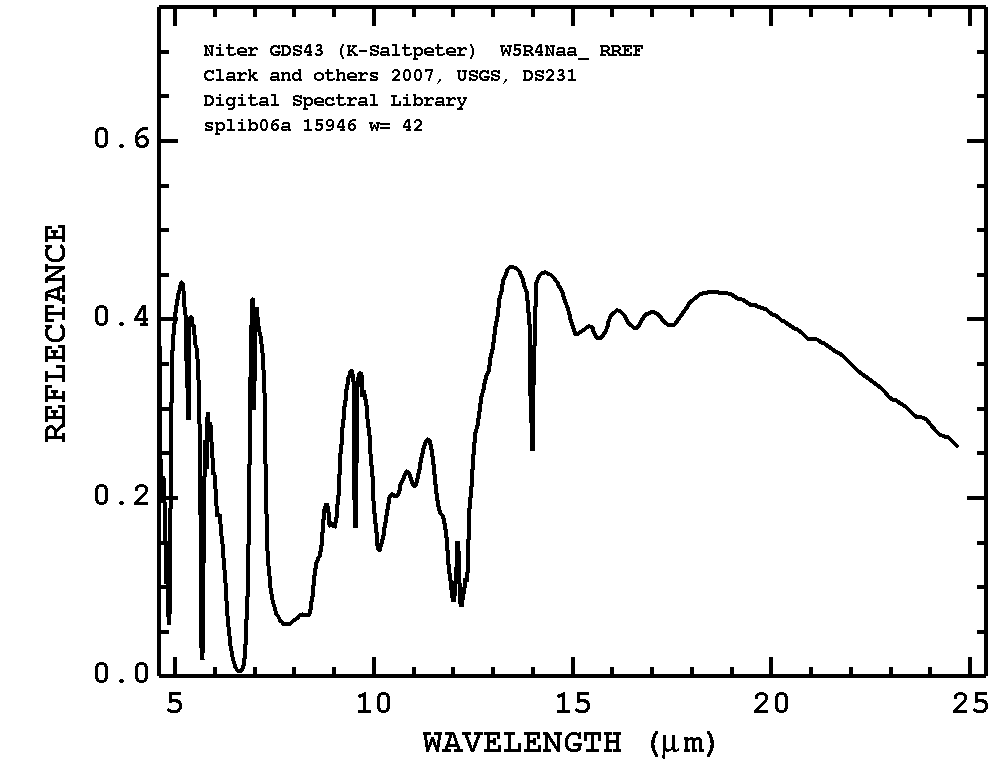 Niter GDS43 (K-Saltpeter)  W5R4Naa_ RREF
Clark and others 2007, USGS, DS231
Digital Spectral Library
splib06a 15946 w= 42
0.6
0.4
0.2
0.0
REFLECTANCE
5 10 15 20 25
WAVELENGTH (μm)